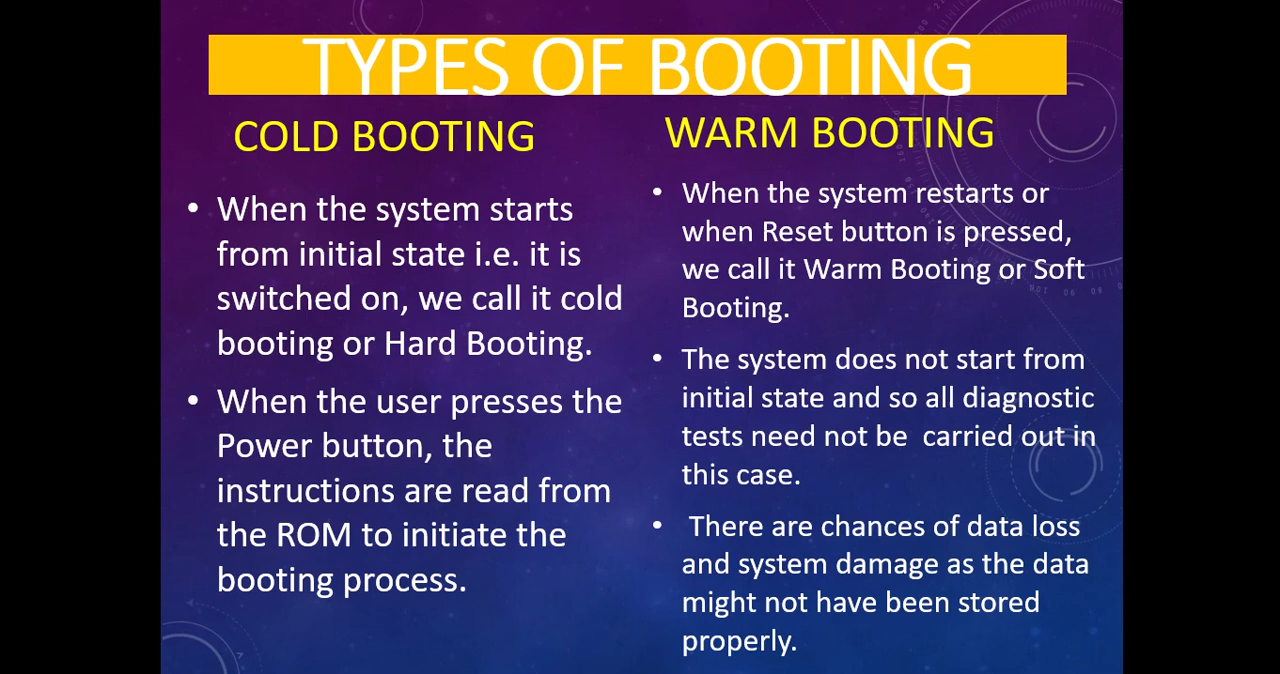 TYPES OF BOOTING
COLD BOOTING
• When the system starts
from initial state i.e. it is
switched on, we call it cold
booting or Hard Booting.
• When the user presses the
Power button, the
instructions are read from
the ROM to initiate the
booting process.
WARM BOOTING
• When the system restarts or
when Reset button is pressed,
we call it Warm Booting or Soft
Booting.
• The system does not start from
initial state and so all diagnostic
tests need not be  carried out in
this case.
•  There are chances of data loss
and system damage as the data
might not have been stored
properly.